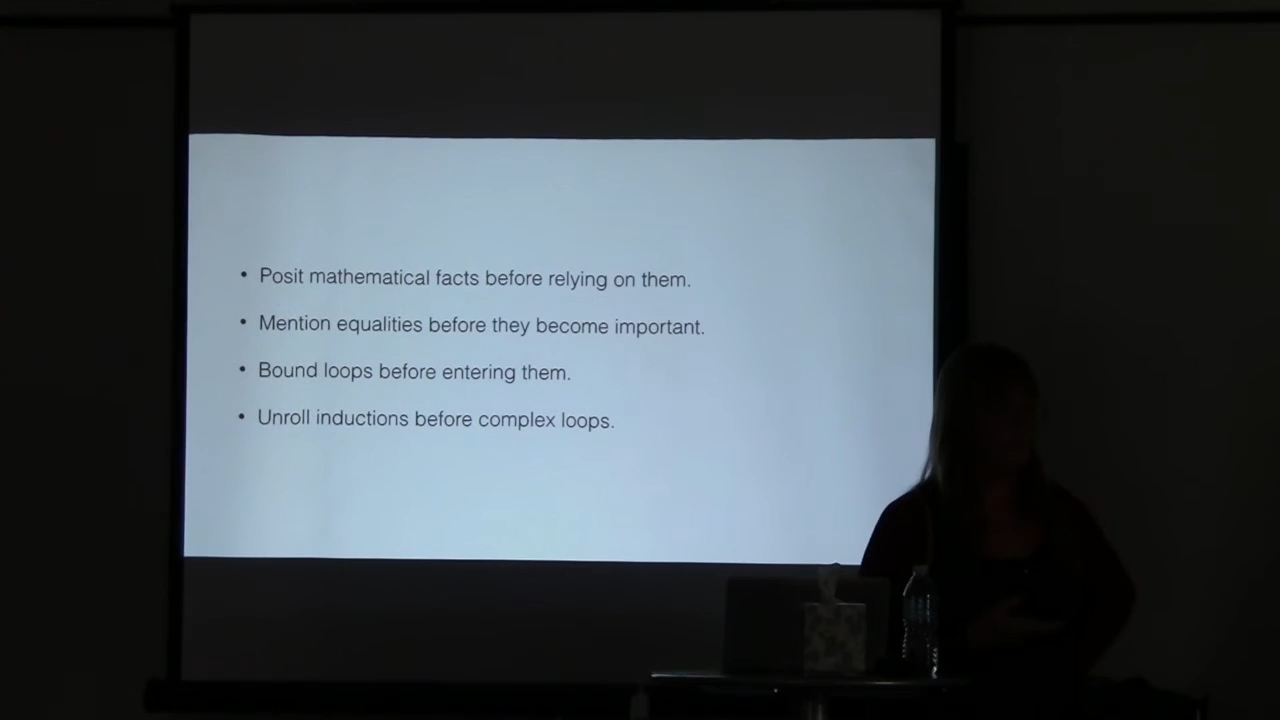 • Posit mathematical facts before relying on them.
• Mention equalities before they become important.
• Bound loops before entering them.
• Unroll inductions before complex loops.